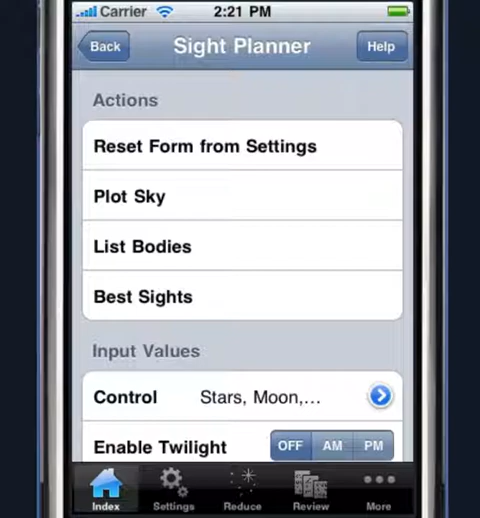 Carrier 2:21 PM
Back Sight Planner Help
Actions
Reset Form from Settings
Plot Sky
List Bodies
Best Sights
Input Values
Control Stars, Moon,...
Enable Twilight OFF AM PM
Index Settings Reduce Review More